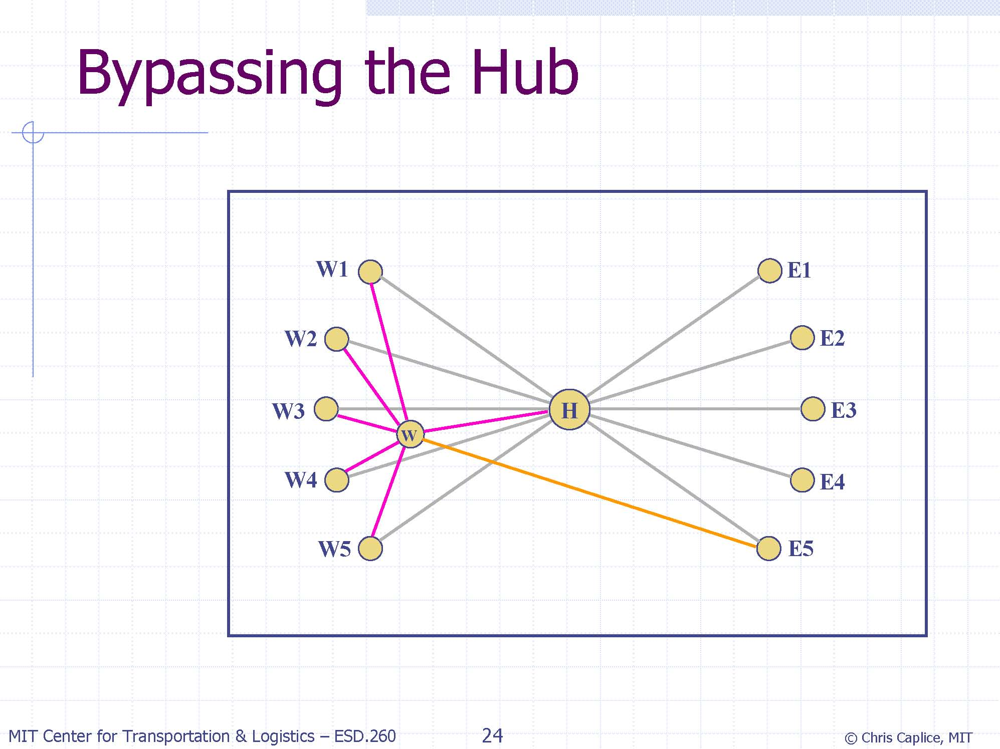 Bypassing the Hub
W1
E1
W2
E2
W3
H
E3
W
W4
E4
W5
E5
MIT Center for Transportation & Logistics – ESD.260
24
© Chris Caplice, MIT